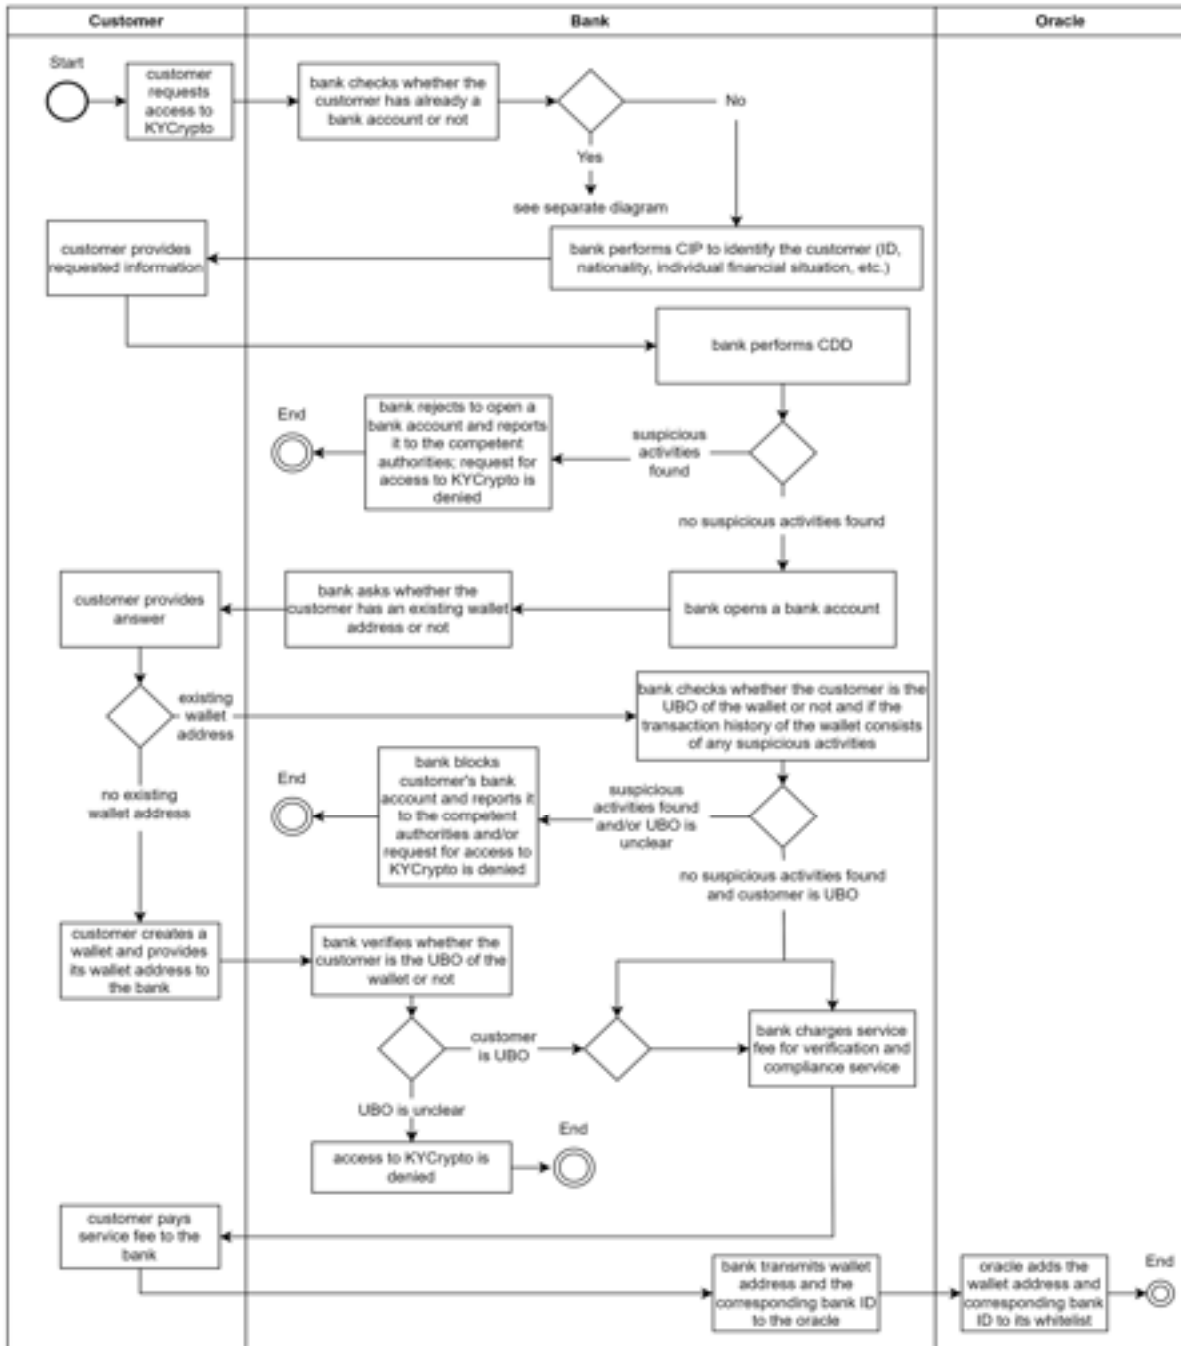 Customer
Bank
Oracle
Start
customer
requests
access to
KYCrypto
bank checks whether the
customer has already a
bank account or not
No
Yes
see separate diagram
customer provides
requested information
bank performs CIP to identify the customer (ID,
nationality, individual financial situation, etc.)
bank performs CDD
End
bank rejects to open a
bank account and reports
it to the competent
authorities; request for
access to KYCrypto is
denied
suspicious
activities
found
no suspicious activities found
customer provides
answer
bank asks whether the
customer has an existing wallet
address or not
bank opens a bank account
existing
wallet
address
bank checks whether the customer is the
UBO of the wallet or not and if the
transaction history of the wallet consists
of any suspicious activities
no existing
wallet address
End
bank blocks
customer's bank
account and reports it
to the competent
authorities and/or
request for access to
KYCrypto is denied
suspicious
activities found
and/or UBO is
unclear
no suspicious activities found
and customer is UBO
customer creates a
wallet and provides
its wallet address to
the bank
bank verifies whether the
customer is the UBO of the
wallet or not
customer
is UBO
bank charges service
fee for verification and
compliance service
UBO is unclear
access to KYCrypto is
denied
End
customer pays
service fee to the
bank
bank transmits wallet
address and the
corresponding bank ID
to the oracle
oracle adds the
wallet address and
corresponding bank
ID to its whitelist
End